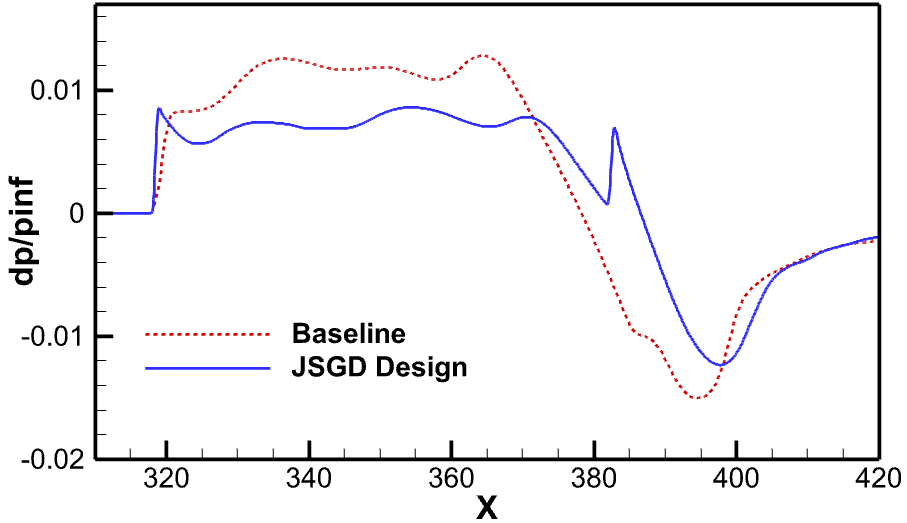 0.01
0
-0.01
-0.02
dp/pinf
Baseline
JSGD Design
320 340 360 380 400 420
X